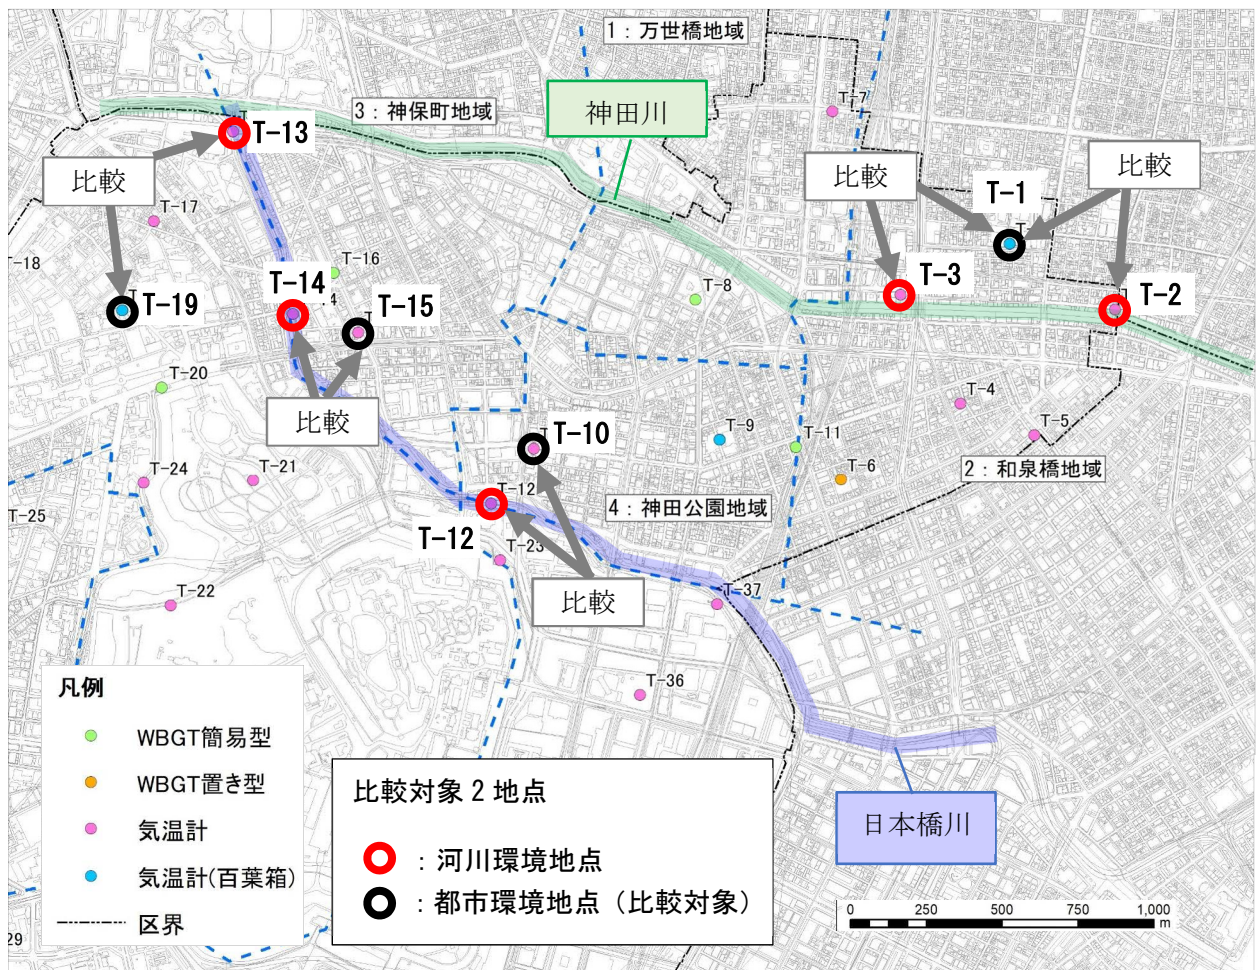 1：万世橋地域
神田川
3：神保町地域
T-7
T-13
比較
比較
比較
T-1
T
T-17
T-18
T-16
T-14
4
T-8
T-3
T-2
T-19
T
T-15
T
T-20
比較
T-10
T
T-9
T-11
T-4
T-5
T-24
T-21
T-6
2：和泉橋地域
T-12
4：神田公園地域
T-25
T-12
T-23
T-22
比較
T-37
T-36
凡例
WBGT簡易型
WBGT置き型
気温計
気温計(百葉箱)
区界
29
比較対象 2 地点
：河川環境地点
：都市環境地点（比較対象）
日本橋川
0 250 500 750 1,000
m